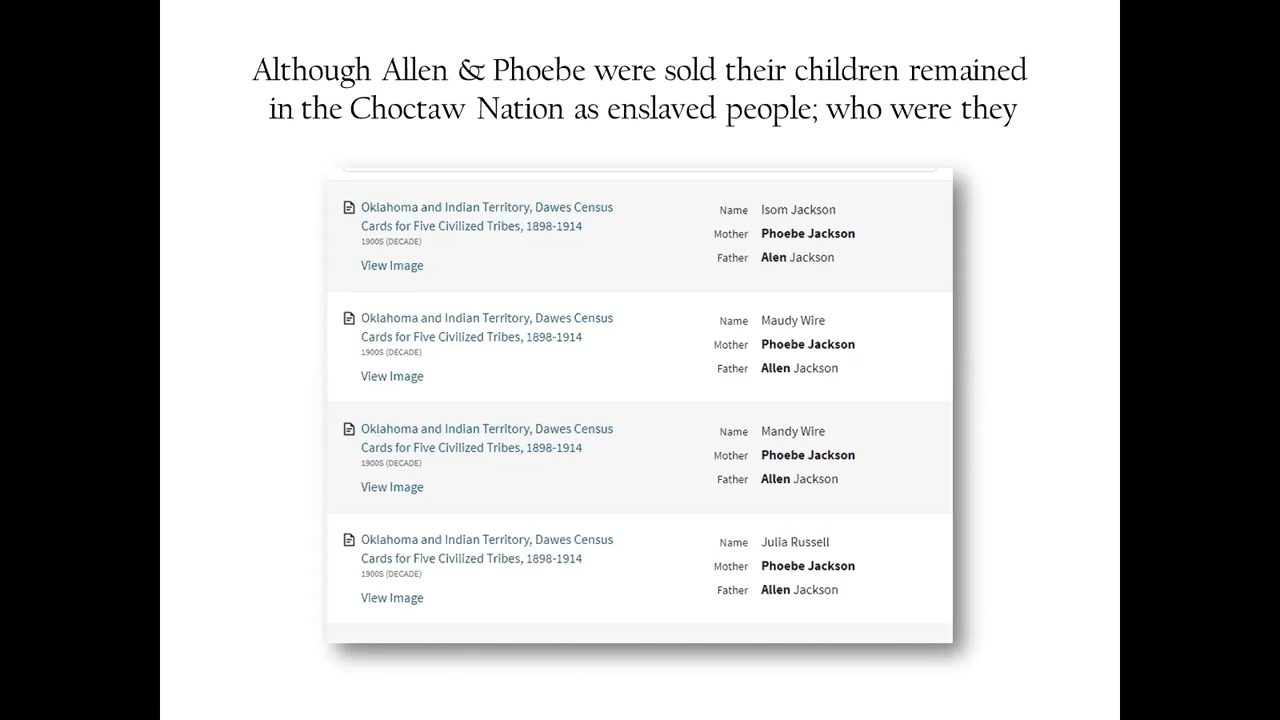 Although Allen & Phoebe were sold their children remained
in the Choctaw Nation as enslaved people; who were they
Oklahoma and Indian Territory, Dawes Census
Cards for Five Civilized Tribes, 1898-1914
1900S (DECADE)
View Image
Name Isom Jackson
Mother Phoebe Jackson
Father Alen Jackson
Oklahoma and Indian Territory, Dawes Census
Cards for Five Civilized Tribes, 1898-1914
1900S (DECADE)
View Image
Name Maudy Wire
Mother Phoebe Jackson
Father Allen Jackson
Oklahoma and Indian Territory, Dawes Census
Cards for Five Civilized Tribes, 1898-1914
1900S (DECADE)
View Image
Name Mandy Wire
Mother Phoebe Jackson
Father Allen Jackson
Oklahoma and Indian Territory, Dawes Census
Cards for Five Civilized Tribes, 1898-1914
1900S (DECADE)
View Image
Name Julia Russell
Mother Phoebe Jackson
Father Allen Jackson